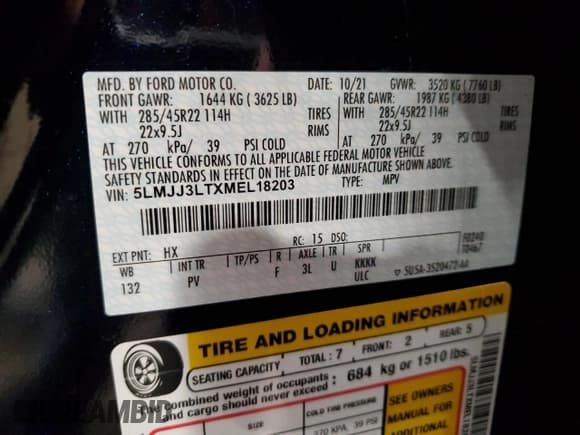 MFD. BY FORD MOTOR CO.
DATE: 10/21 GVWR: 3520 KG ( 7760 LB)
FRONT GAWR: 1644 KG ( 3625 LB) REAR GAWR: 1987 KG ( 4380 LB)
WITH 285/45R22 114H TIRES WITH 285/45R22 114H TIRES
22x9.5J RIMS 22x9.5J RIMS
AT 270 kPa/ 39 PSI COLD AT 270 kPa/ 39 PSI COLD
THIS VEHICLE CONFORMS TO ALL APPLICABLE FEDERAL MOTOR VEHICLE
SAFETY STANDARDS IN EFFECT ON THE DATE OF MANUFACTURE SHOWN ABOVE.
VIN: 5LMJJ3LTXMEL18203
TYPE: MPV
EXT PNT: HX RC: 15 DSO: F0240
T0467
WB INT TR TP/PS R AXLE TR SPR
132 PV F 3L U KKKK
ULC
5U5A-3520472-AA
TIRE AND LOADING INFORMATION
SEATING CAPACITY TOTAL: 7 FRONT: 2 REAR: 5
The combined weight of occupants
and cargo should never exceed: 684 kg or 1510 lbs.
SIZE COLD TIRE PRESSURE
270 KPA, 39 PSI
SEE OWNERS
MANUAL FOR
ADDITIONAL